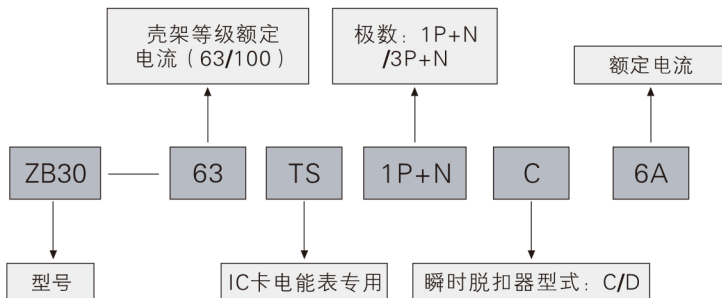 壳架等级额定
电流（63/100）
极数：1P+N
/3P+N
额定电流
ZB30 — 63 TS 1P+N C 6A
型号
IC卡电能表专用
瞬时脱扣器型式：C/D